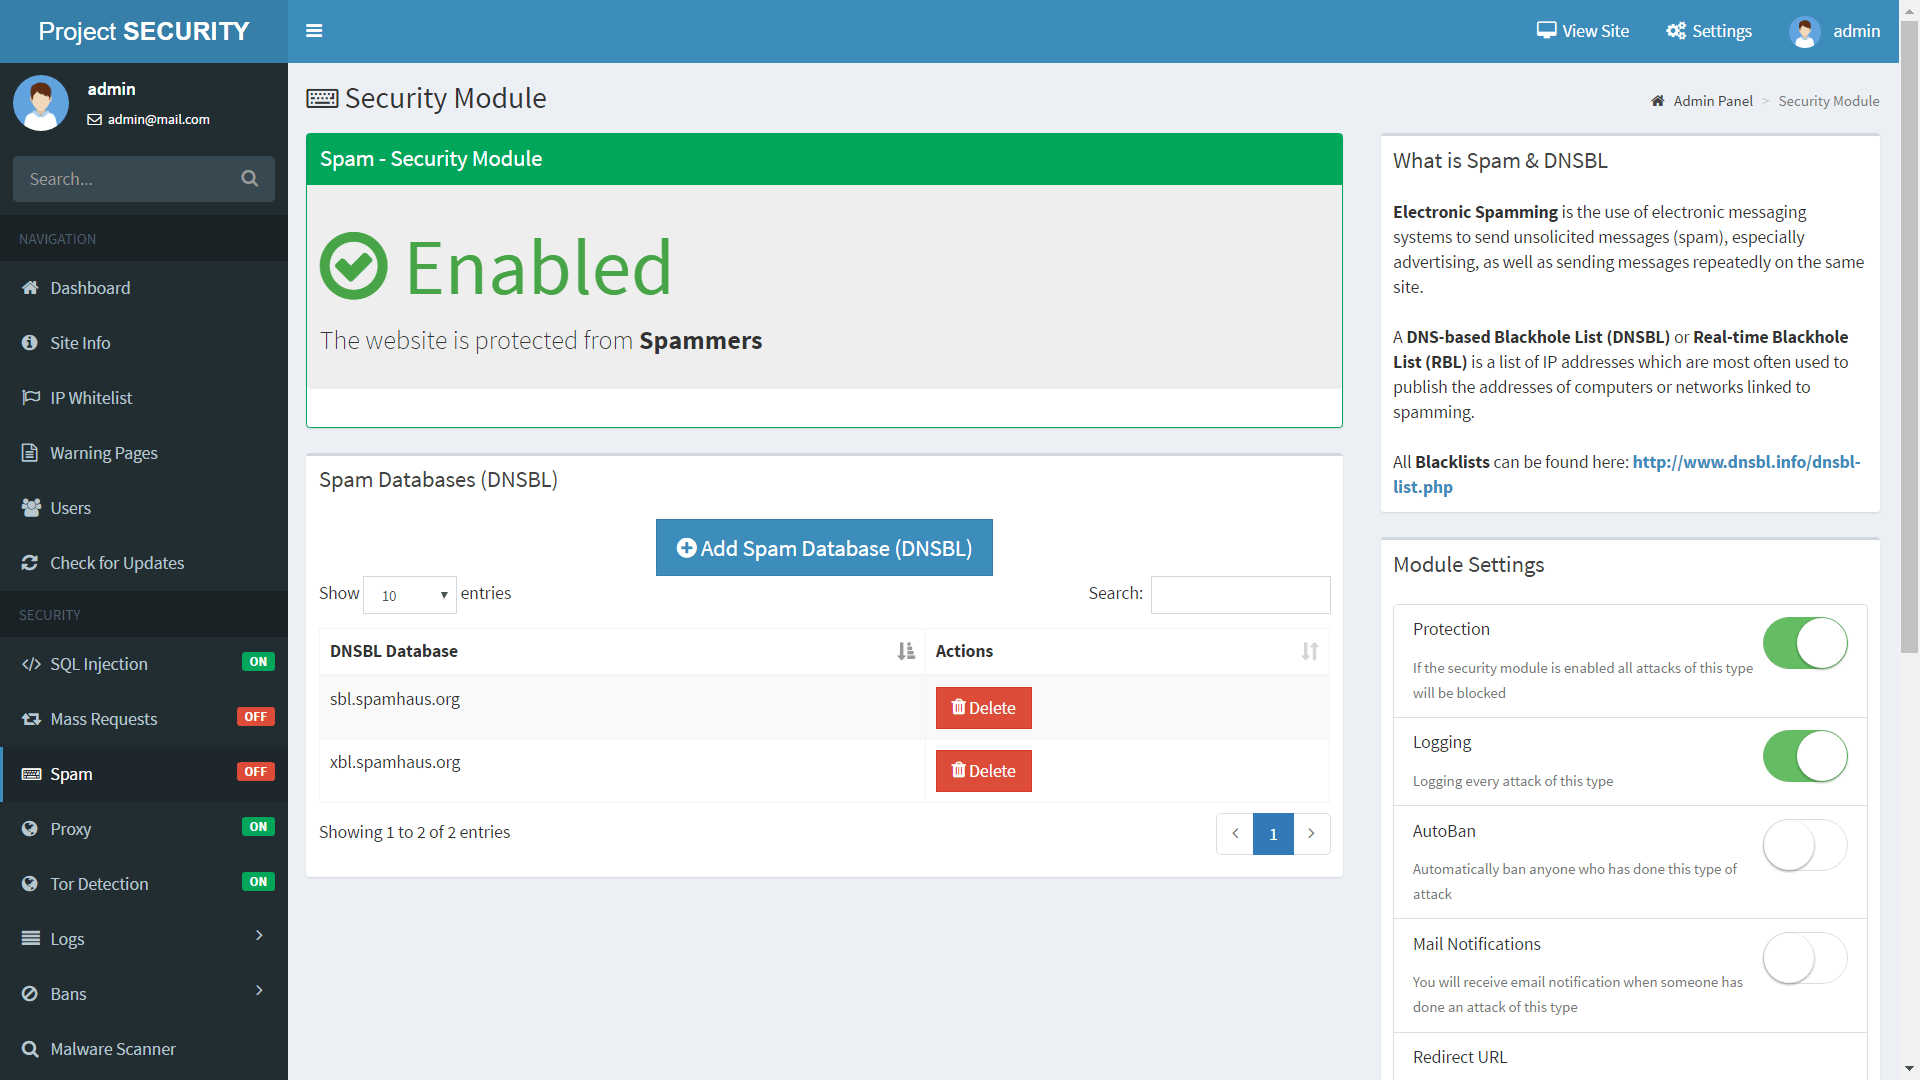 Project SECURITY
View Site
Settings
admin
admin
admin@mail.com
Search...
NAVIGATION
Dashboard
Site Info
IP Whitelist
Warning Pages
Users
Check for Updates
SECURITY
SQL Injection ON
Mass Requests OFF
Spam OFF
Proxy ON
Tor Detection ON
Logs
Bans
Malware Scanner
Security Module
Admin Panel > Security Module
Spam - Security Module
Enabled
The website is protected from Spammers
Spam Databases (DNSBL)
Add Spam Database (DNSBL)
Show 10 entries
Search:
DNSBL Database Actions
sbl.spamhaus.org Delete
xbl.spamhaus.org Delete
Showing 1 to 2 of 2 entries
< 1 >
What is Spam & DNSBL
Electronic Spamming is the use of electronic messaging
systems to send unsolicited messages (spam), especially
advertising, as well as sending messages repeatedly on the same
site.
A DNS-based Blackhole List (DNSBL) or Real-time Blackhole
List (RBL) is a list of IP addresses which are most often used to
publish the addresses of computers or networks linked to
spamming.
All Blacklists can be found here: http://www.dnsbl.info/dnsbl-
list.php
Module Settings
Protection
If the security module is enabled all attacks of this type
will be blocked
Logging
Logging every attack of this type
AutoBan
Automatically ban anyone who has done this type of
attack
Mail Notifications
You will receive email notification when someone has
done an attack of this type
Redirect URL